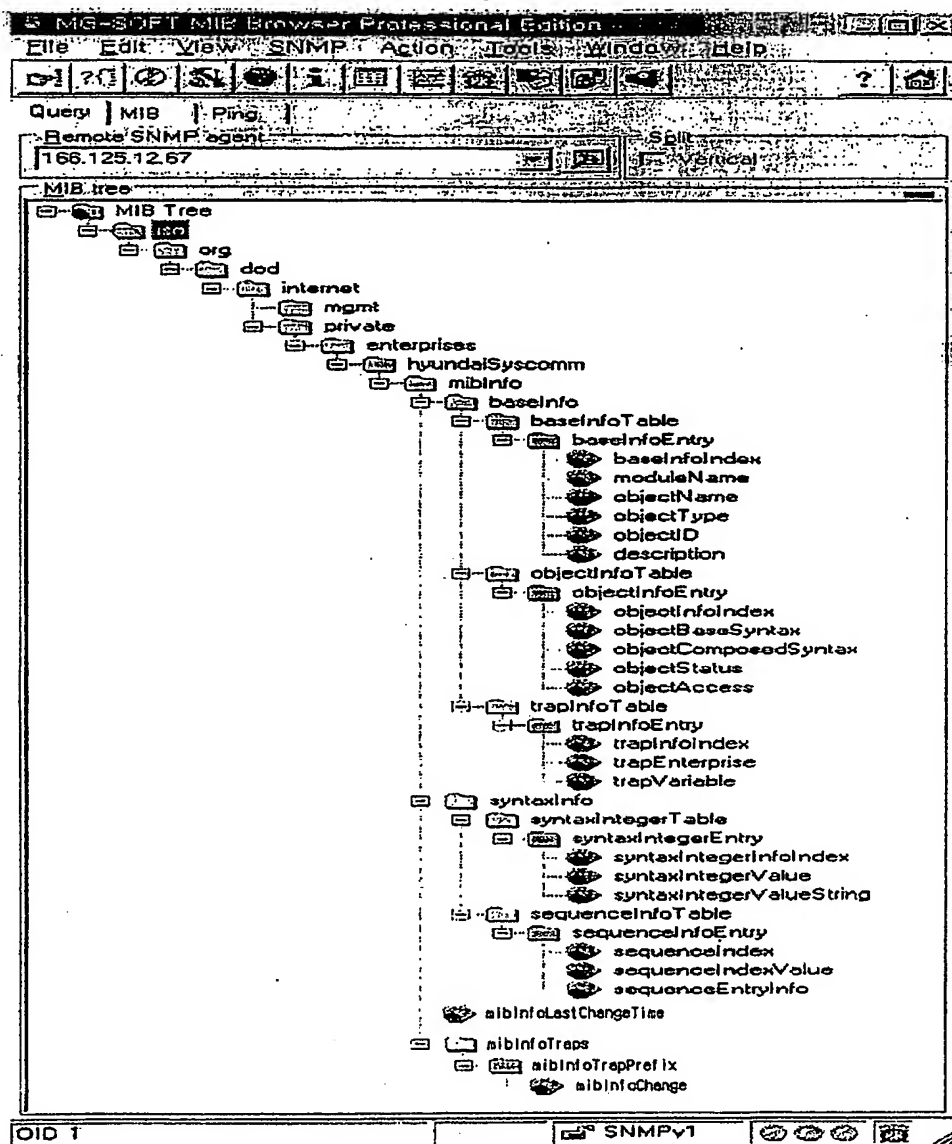 MG-SOFT MIB Browser Professional Edition
File Edit View SNMP Action Tools Window Help
?
Query MIB Ping
Remote SNMP agent Split
166.125.12.67 Vertical
MIB tree
MIB Tree
iso
org
dod
internet
mgmt
private
enterprises
hyundaiSyscomm
mibInfo
baseInfo
baseInfoTable
baseInfoEntry
baseInfoIndex
moduleName
objectName
objectType
objectID
description
objectInfoTable
objectInfoEntry
objectInfoIndex
objectBaseSyntax
objectComposedSyntax
objectStatus
objectAccess
trapInfoTable
trapInfoEntry
trapInfoIndex
trapEnterprise
trapVariable
syntaxInfo
syntaxIntegerTable
syntaxIntegerEntry
syntaxIntegerInfoIndex
syntaxIntegerValue
syntaxIntegerValueString
sequenceInfoTable
sequenceInfoEntry
sequenceIndex
sequenceIndexValue
sequenceEntryInfo
mibInfoLastChangeTime
mibInfoTraps
mibInfoTrapPrefix
mibInfoChange
OID 1 SNMPv1